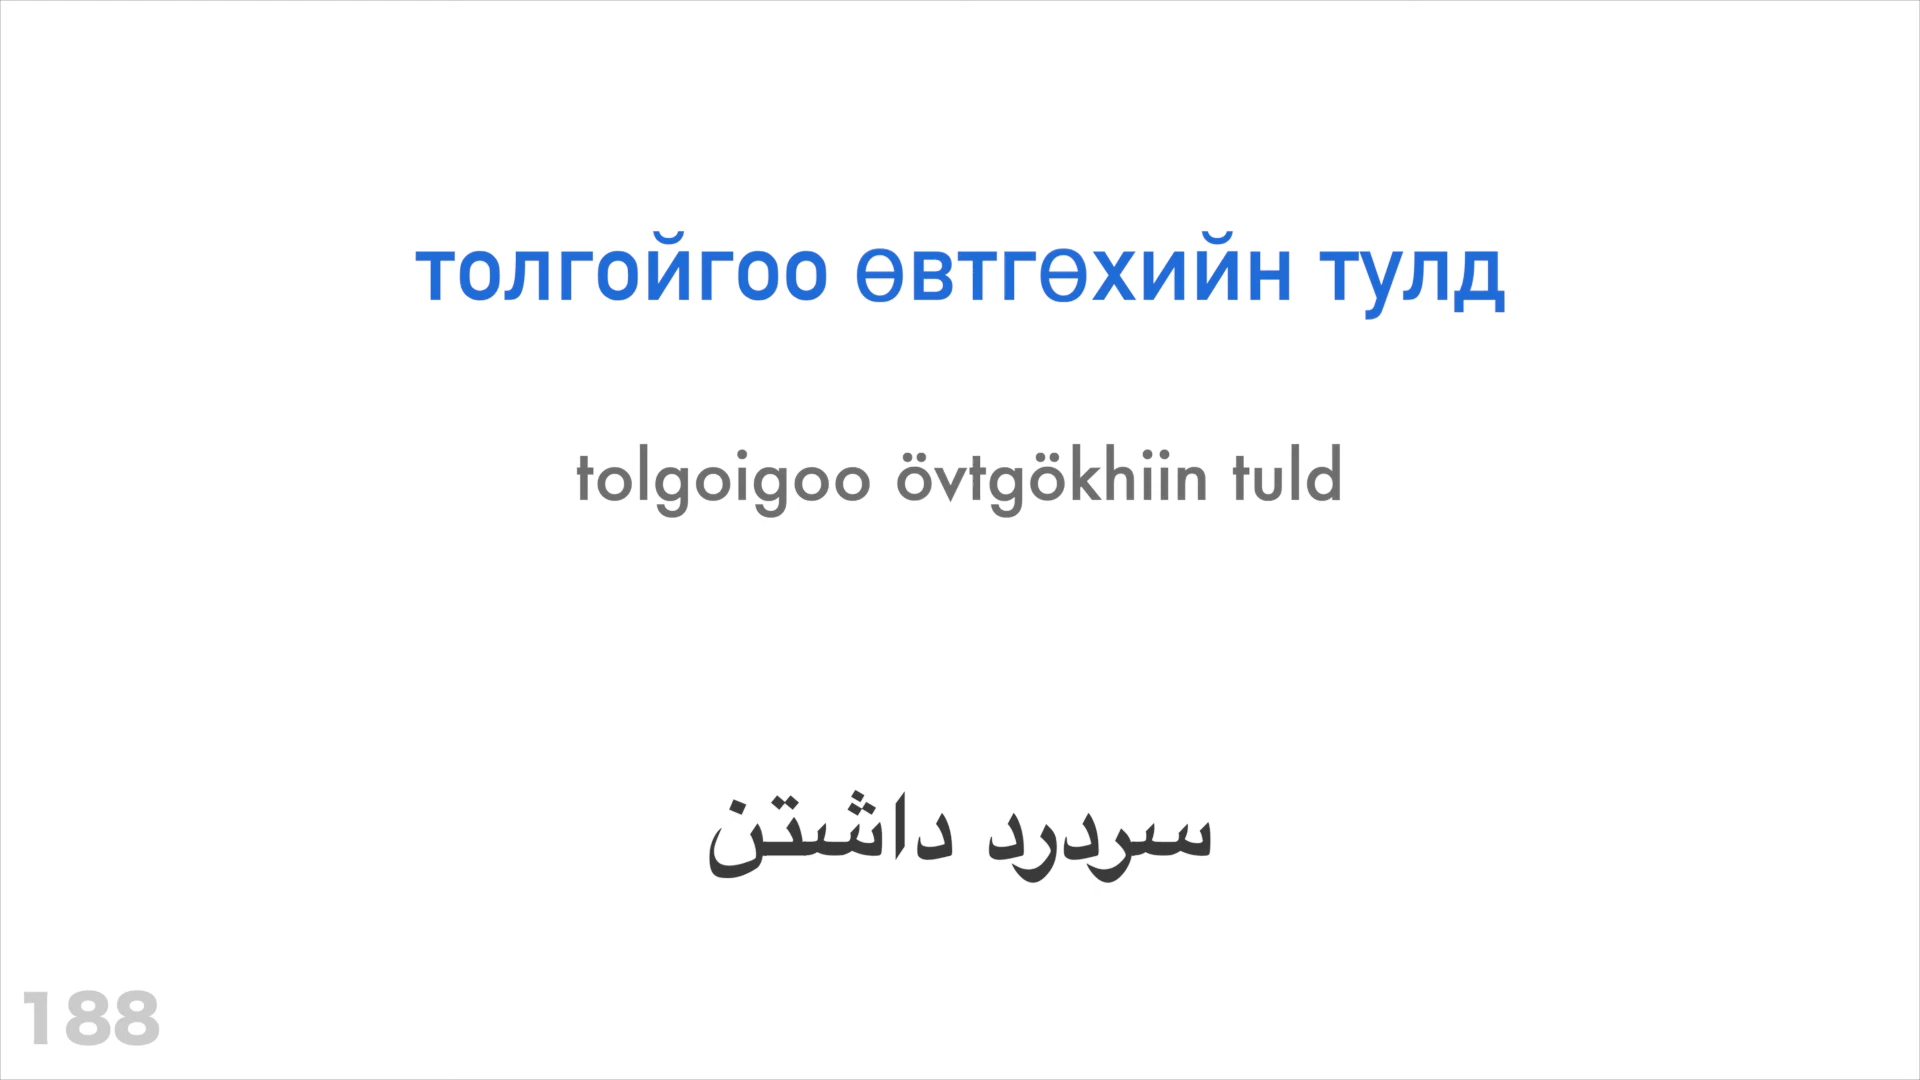 толгойгоо өвтгөхийн тулд
tolgoigoo övtgökhiin tuld
سردرد داشتن
188